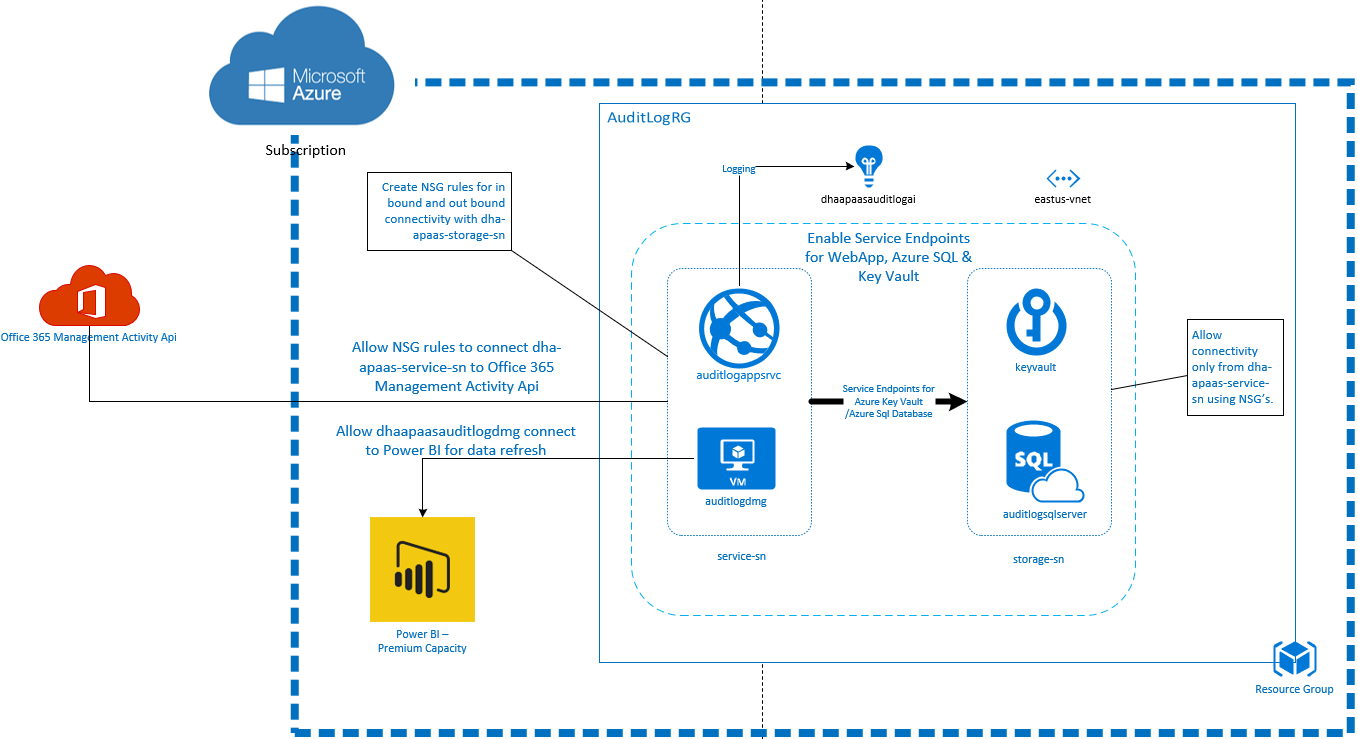 Microsoft
Azure
Subscription
AuditLogRG
Logging
dhaapaasauditlogai
eastus-vnet
Create NSG rules for in
bound and out bound
connectivity with dha-
apaas-storage-sn
Enable Service Endpoints
for WebApp, Azure SQL &
Key Vault
Office 365 Management Activity Api
Allow NSG rules to connect dha-
apaas-service-sn to Office 365
Management Activity Api
auditlogappsrvc
keyvault
Allow
connectivity
only from dha-
apaas-service-
sn using NSG's.
Service Endpoints for
Azure Key Vault
/Azure Sql Database
Allow dhaapaasauditlogdmg connect
to Power BI for data refresh
VM
auditlogdmg
SQL
auditlogsqlserver
service-sn
storage-sn
Power BI –
Premium Capacity
Resource Group